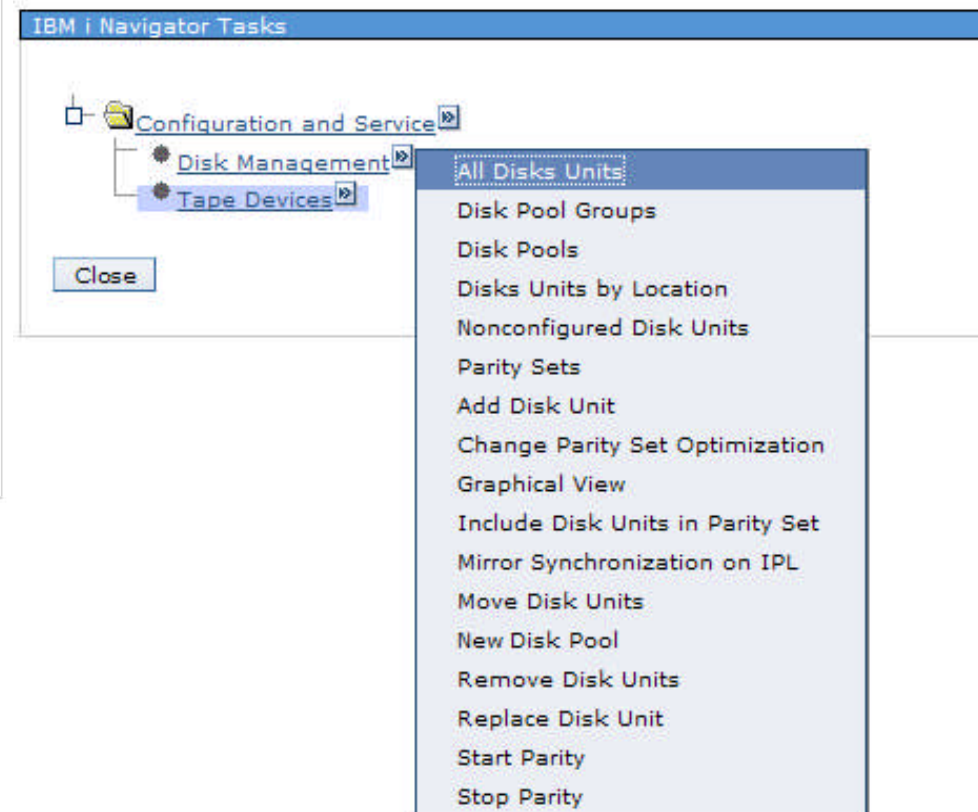 IBM i Navigator Tasks
Configuration and Service
Disk Management
Tape Devices
Close
All Disks Units
Disk Pool Groups
Disk Pools
Disks Units by Location
Nonconfigured Disk Units
Parity Sets
Add Disk Unit
Change Parity Set Optimization
Graphical View
Include Disk Units in Parity Set
Mirror Synchronization on IPL
Move Disk Units
New Disk Pool
Remove Disk Units
Replace Disk Unit
Start Parity
Stop Parity